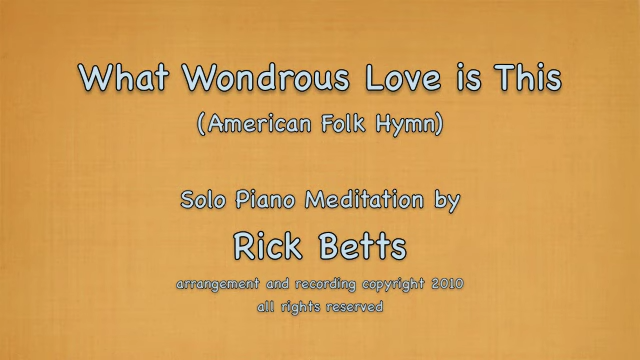 What Wondrous Love is This
(American Folk Hymn)
Solo Piano Meditation by
Rick Betts
arrangement and recording copyright 2010
all rights reserved